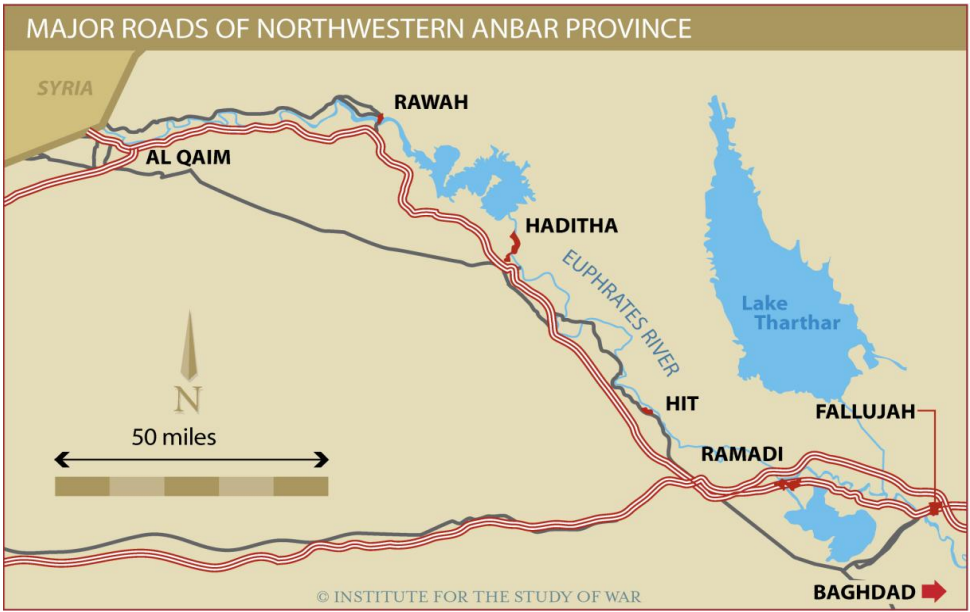 MAJOR ROADS OF NORTHWESTERN ANBAR PROVINCE
SYRIA
RAWAH
AL QAIM
HADITHA
EUPHRATES RIVER
Lake
Tharthar
N
50 miles
HIT
FALLUJAH
RAMADI
BAGHDAD
© INSTITUTE FOR THE STUDY OF WAR